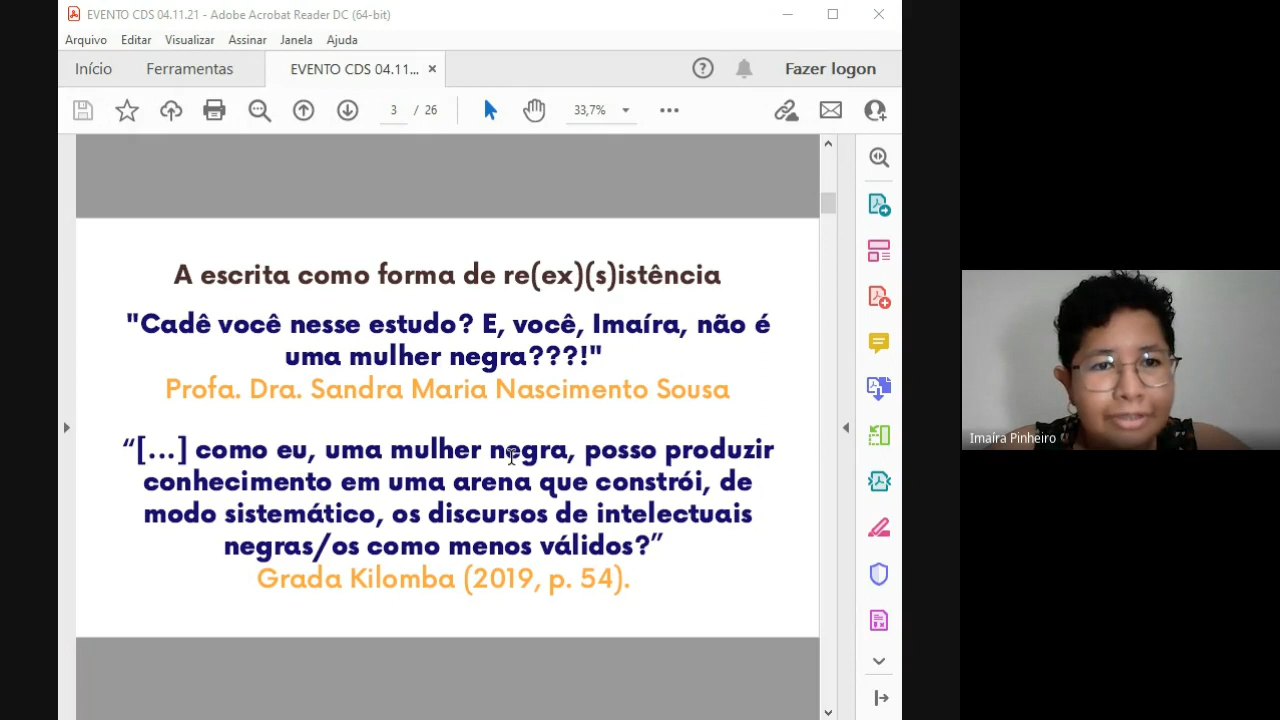 EVENTO CDS 04.11.21 - Adobe Acrobat Reader DC (64-bit)
Arquivo Editar Visualizar Assinar Janela Ajuda
Início Ferramentas EVENTO CDS 04.11... × Fazer logon
3 / 26 33,7%
A escrita como forma de re(ex)(s)istência
"Cadê você nesse estudo? E, você, Imaíra, não é
uma mulher negra???!"
Profa. Dra. Sandra Maria Nascimento Sousa
“[...] como eu, uma mulher negra, posso produzir
conhecimento em uma arena que constrói, de
modo sistemático, os discursos de intelectuais
negras/os como menos válidos?”
Grada Kilomba (2019, p. 54).
Imaíra Pinheiro